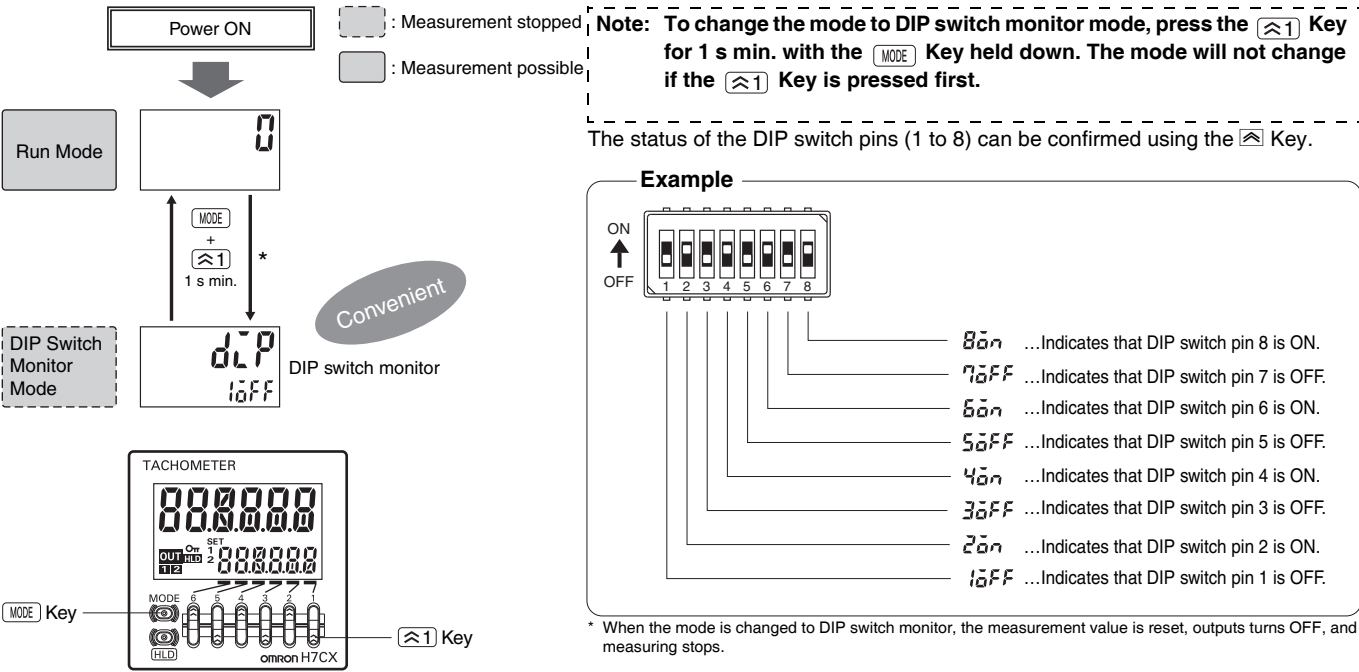 Power ON
: Measurement stopped
: Measurement possible
Run Mode
0
MODE
+
1
1 s min.
*
Convenient
DIP Switch
Monitor
Mode
dip
1off
DIP switch monitor
TACHOMETER
888888
OUT HLD SET 1 2
1 2
888888
MODE 6 5 4 3 2 1
HLD
OMRON H7CX
MODE Key
1 Key
Note: To change the mode to DIP switch monitor mode, press the 1 Key
for 1 s min. with the MODE Key held down. The mode will not change
if the 1 Key is pressed first.
The status of the DIP switch pins (1 to 8) can be confirmed using the Key.
Example
ON
OFF
1 2 3 4 5 6 7 8
8on …Indicates that DIP switch pin 8 is ON.
7oFF …Indicates that DIP switch pin 7 is OFF.
6on …Indicates that DIP switch pin 6 is ON.
5oFF …Indicates that DIP switch pin 5 is OFF.
4on …Indicates that DIP switch pin 4 is ON.
3oFF …Indicates that DIP switch pin 3 is OFF.
2on …Indicates that DIP switch pin 2 is ON.
1oFF …Indicates that DIP switch pin 1 is OFF.
* When the mode is changed to DIP switch monitor, the measurement value is reset, outputs turns OFF, and
measuring stops.